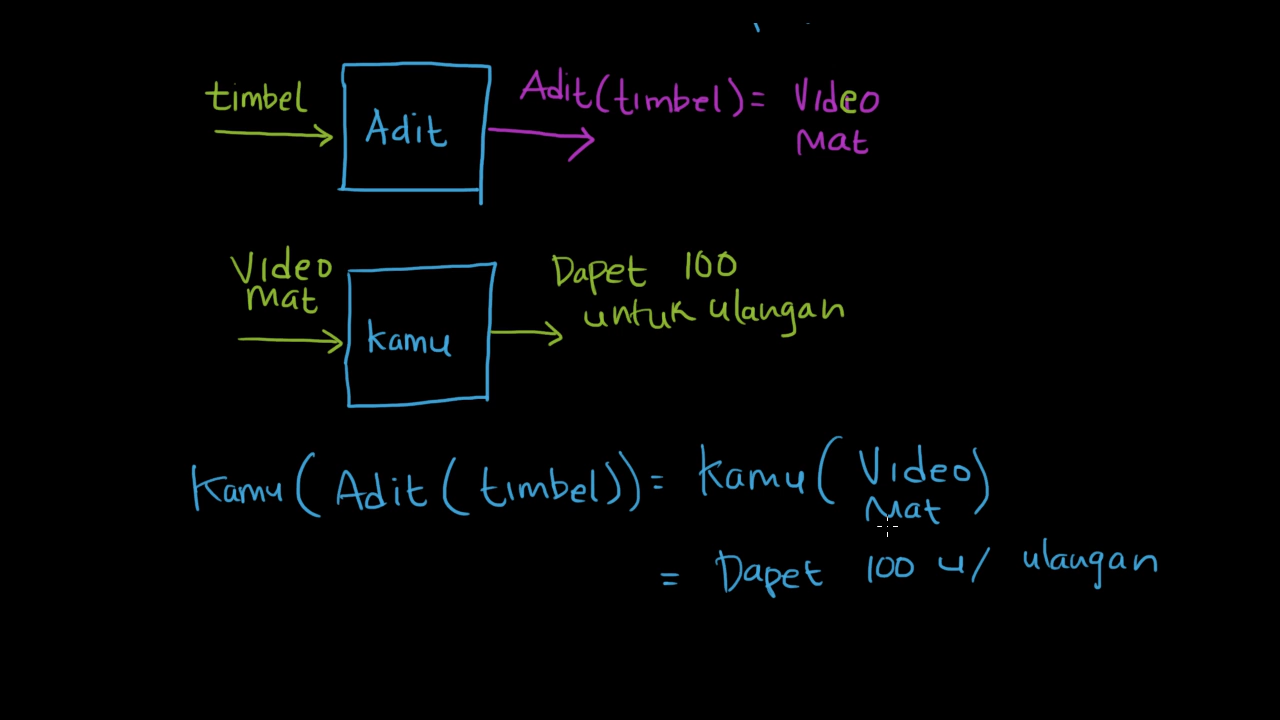 timbel
Adit
Adit(timbel) = Video
Mat
Video
Mat
kamu
Dapet 100
untuk ulangan
Kamu(Adit(timbel)) = Kamu(Video
Mat)
= Dapet 100 u/ ulangan